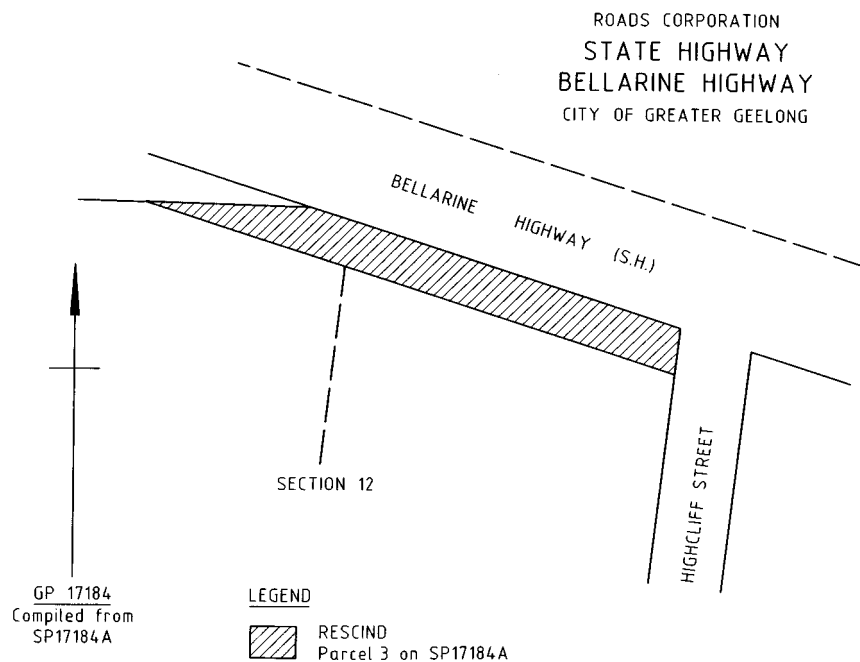 ROADS CORPORATION
STATE HIGHWAY
BELLARINE HIGHWAY
CITY OF GREATER GEELONG
BELLARINE HIGHWAY (S.H.)
SECTION 12
HIGHCLIFF STREET
GP 17184
Compiled from
SP17184A
LEGEND
RESCIND
Parcel 3 on SP17184A